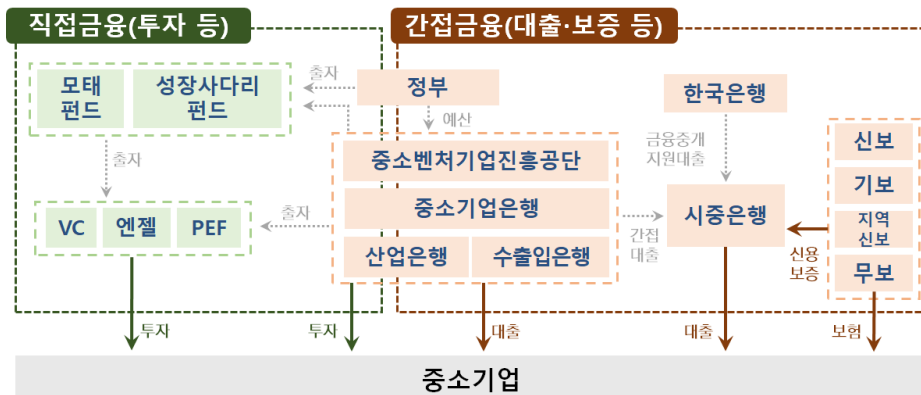 직접금융(투자 등)
간접금융(대출·보증 등)
모태
펀드
성장사다리
펀드
출자
정부
예산
한국은행
금융중개
지원대출
출자
중소벤처기업진흥공단
중소기업은행
산업은행
수출입은행
VC
엔젤
PEF
출자
간접
대출
시중은행
신보
기보
지역
신보
무보
신용
보증
투자
투자
대출
대출
보험
중소기업